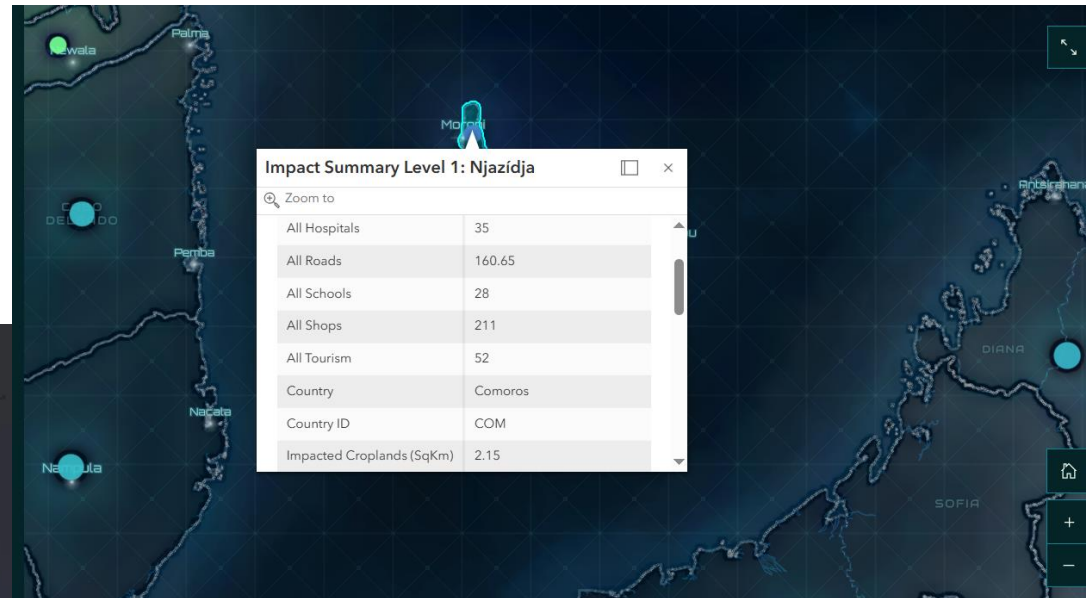 Palma
Newala
Moroni
Impact Summary Level 1: Njazídja
Zoom to
All Hospitals 35
All Roads 160.65
All Schools 28
All Shops 211
All Tourism 52
Country Comoros
Country ID COM
Impacted Croplands (SqKm) 2.15
Pemba
DIANA
Nacala
Nampula
SOFIA